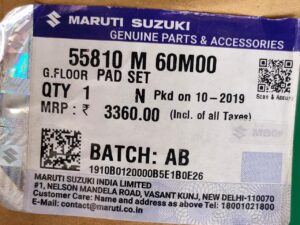 MARUTI SUZUKI
GENUINE PARTS & ACCESSORIES
55810 M 60M00
G.FLOOR PAD SET
QTY 1 N Pkd on 10-2019
MRP : ₹ 3360.00 (Incl. of all Taxes)
Scan & Accura
BATCH: AB
1910B0120000B5E1B0E26
MARUTI SUZUKI INDIA LIMITED
#1, NELSON MANDELA ROAD, VASANT KUNJ, NEW DELHI-110070
Customer Care: Name and address as above Tel: 18001021800
E-Mail: contact@maruti.co.in